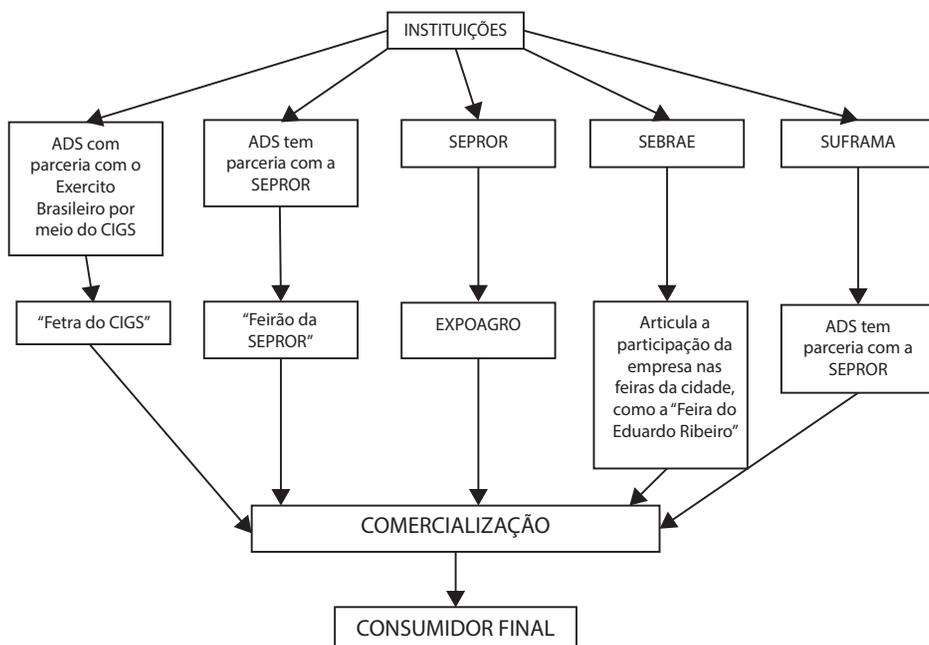 INSTITUIÇÕES
ADS com
parceria com o
Exercito
Brasileiro por
meio do CIGS
ADS tem
parceria com a
SEPROR
SEPROR
SEBRAE
SUFRAMA
“Fetra do CIGS”
“Feirão da
SEPROR”
EXPOAGRO
Articula a
participação da
empresa nas
feiras da cidade,
como a “Feira do
Eduardo Ribeiro”
ADS tem
parceria com a
SEPROR
COMERCIALIZAÇÃO
CONSUMIDOR FINAL